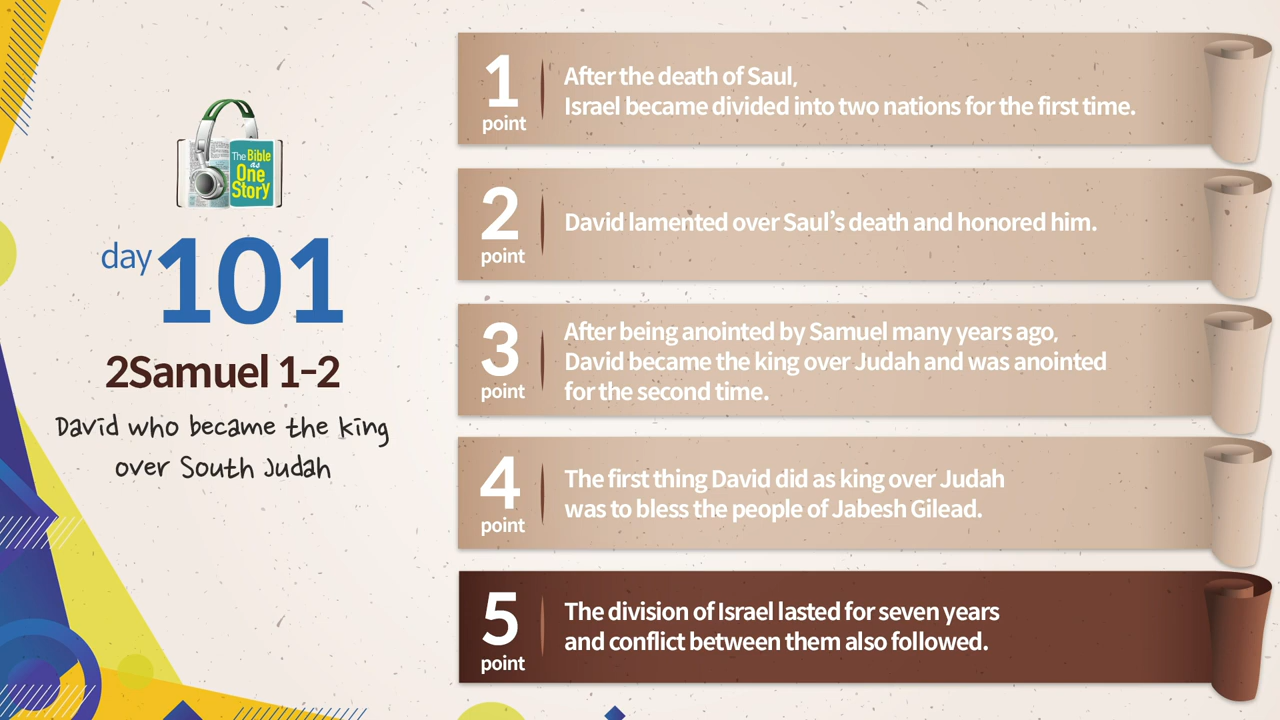 The Bible
as
One
Story
day 101
2Samuel 1-2
David who became the king
over South Judah
1
point
After the death of Saul,
Israel became divided into two nations for the first time.
2
point
David lamented over Saul's death and honored him.
3
point
After being anointed by Samuel many years ago,
David became the king over Judah and was anointed
for the second time.
4
point
The first thing David did as king over Judah
was to bless the people of Jabesh Gilead.
5
point
The division of Israel lasted for seven years
and conflict between them also followed.